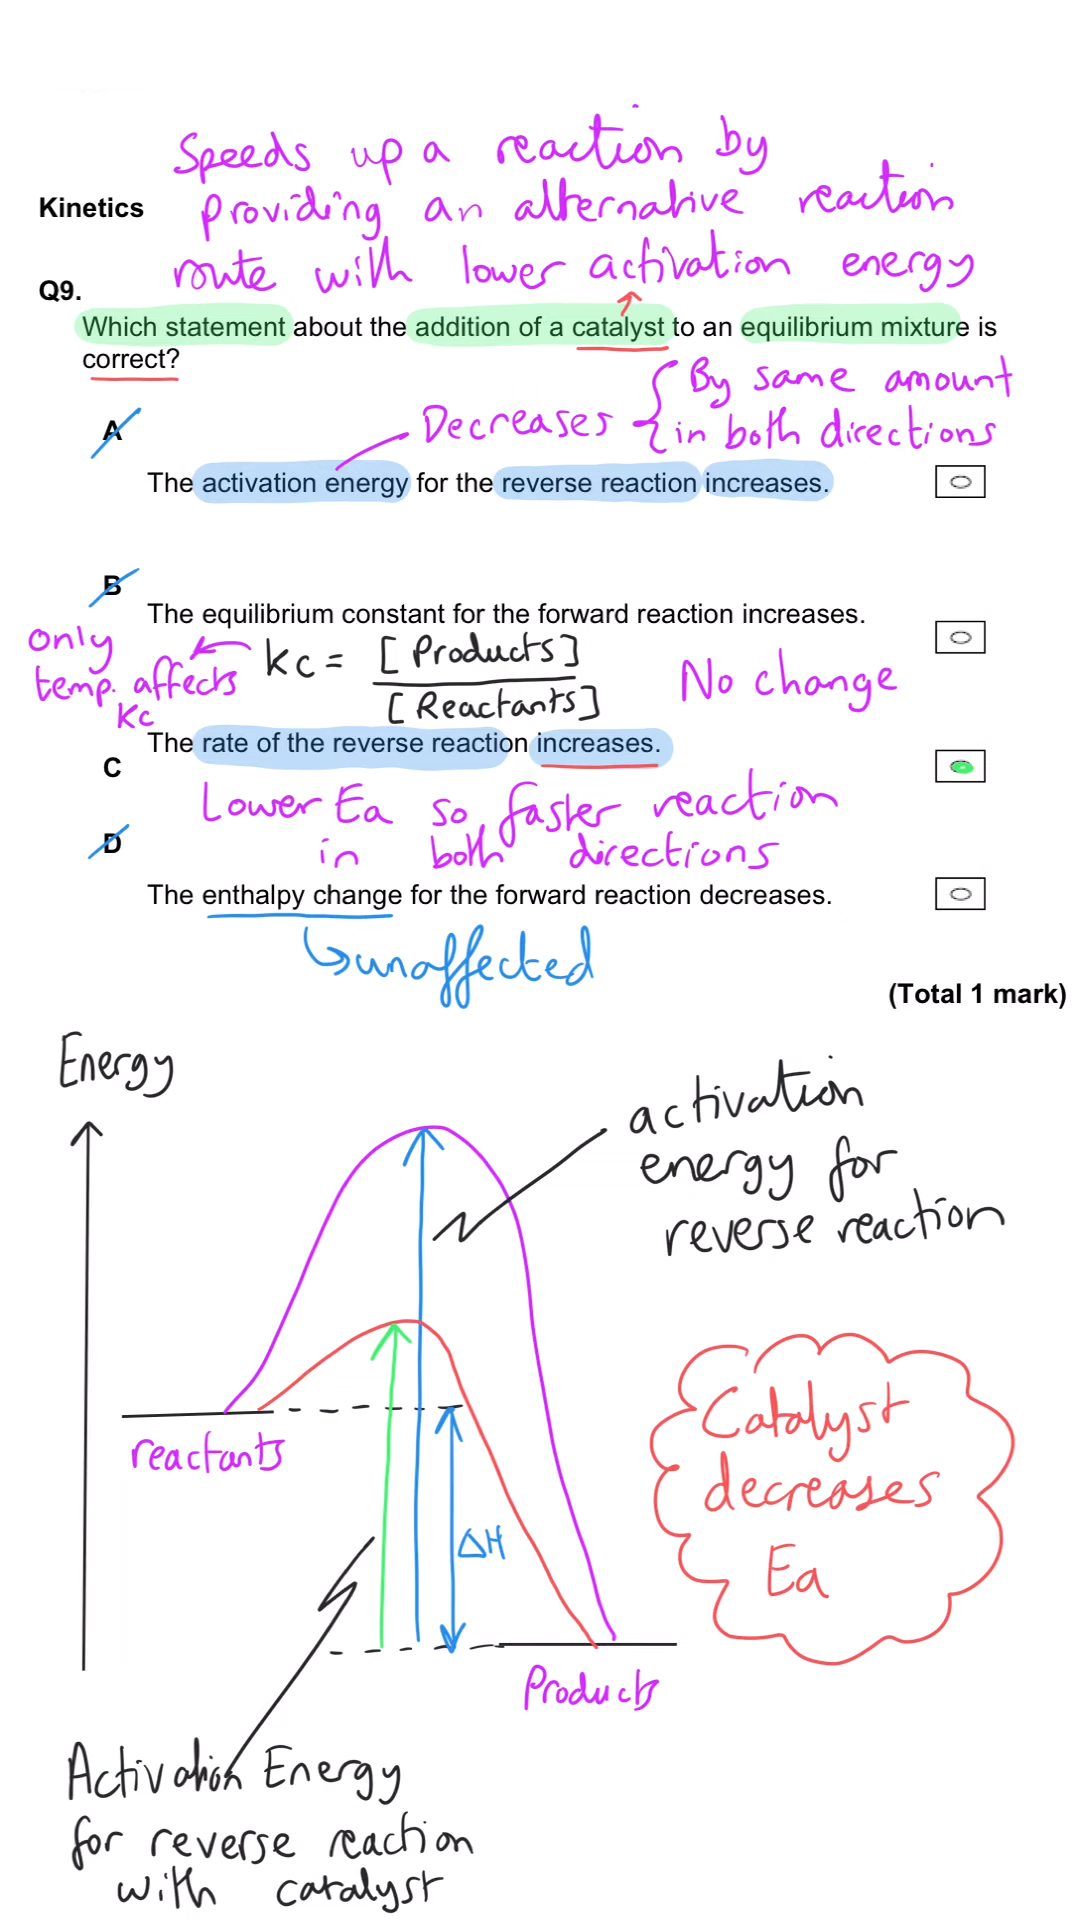 Speeds up a reaction by
Kinetics
providing an alternative reaction
route with lower activation energy
Q9.
Which statement about the addition of a catalyst to an equilibrium mixture is
correct?
By same amount
in both directions
Decreases
A
The activation energy for the reverse reaction increases.
B
The equilibrium constant for the forward reaction increases.
only
temp. affects
Kc
Kc = [Products]
[Reactants]
No change
The rate of the reverse reaction increases.
C
Lower Ea so faster reaction
in both directions
D
The enthalpy change for the forward reaction decreases.
unaffected
(Total 1 mark)
Energy
activation
energy for
reverse reaction
reactants
ΔH
Catalyst
decreases
Ea
Products
Activation Energy
for reverse reaction
with catalyst